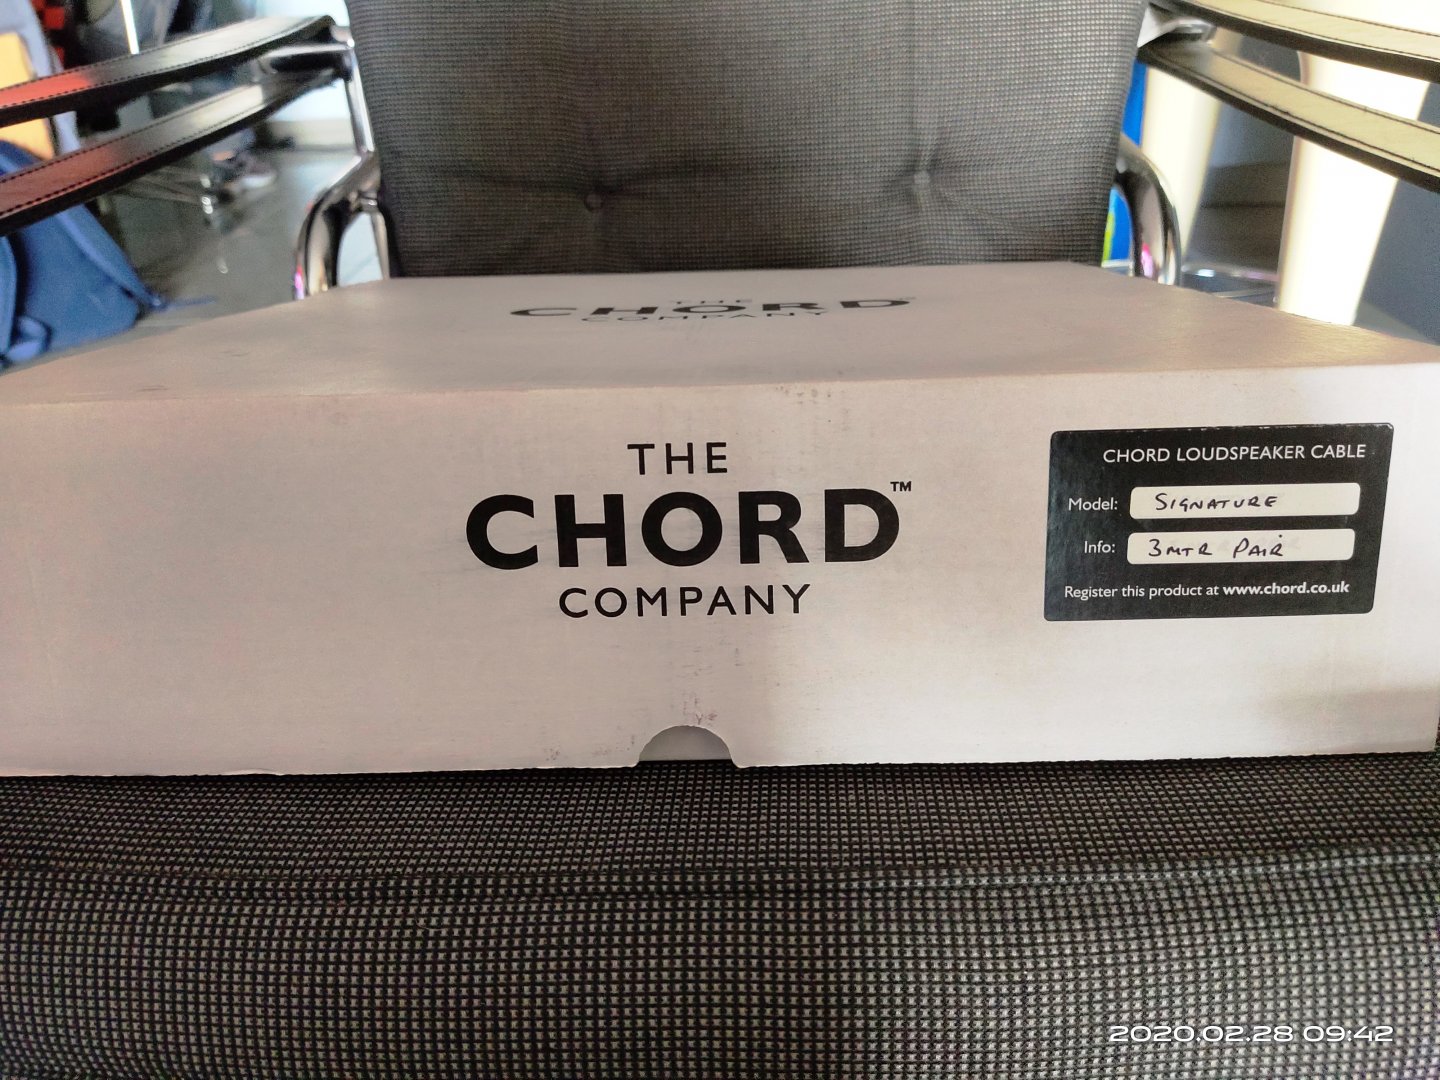 THE
CHORD
COMPANY
THE
CHORD™
COMPANY
CHORD LOUDSPEAKER CABLE
Model: SIGNATURE
Info: 3MTR PAIR
Register this product at www.chord.co.uk
2020.02.28 09:42